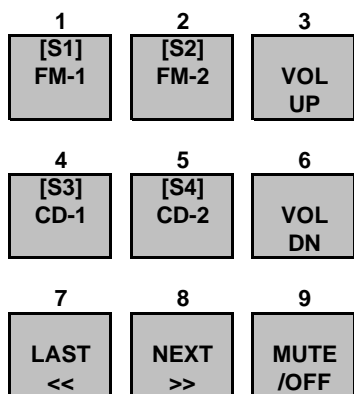 1 2 3
[S1] [S2]
FM-1 FM-2 VOL
UP
4 5 6
[S3] [S4]
CD-1 CD-2 VOL
DN
7 8 9
LAST NEXT MUTE
<< >> /OFF